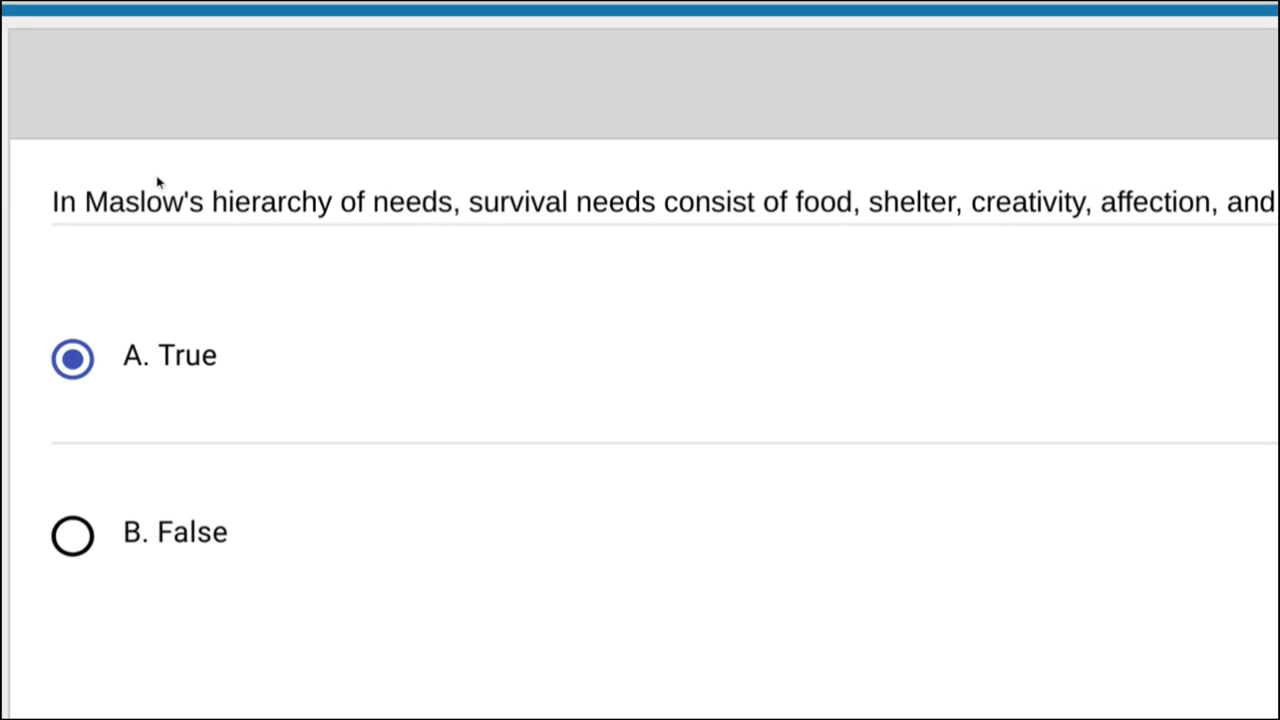 In Maslow's hierarchy of needs, survival needs consist of food, shelter, creativity, affection, and
A. True
B. False